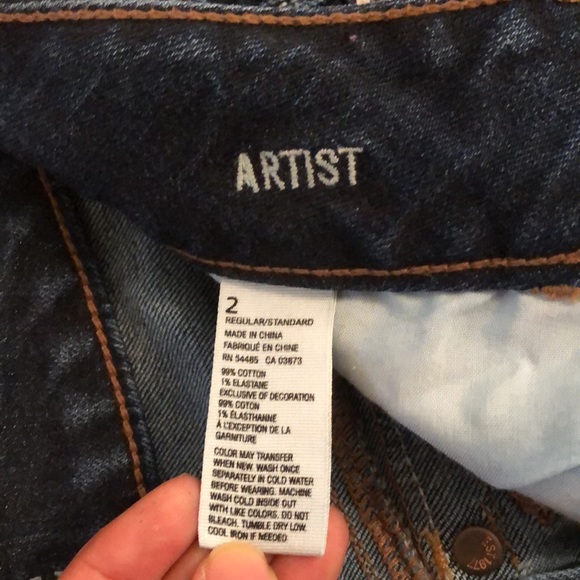 ARTIST
2
REGULAR/STANDARD
MADE IN CHINA
FABRIQUÉ EN CHINE
RN 54485 CA 03673
99% COTTON
1% ELASTANE
EXCLUSIVE OF DECORATION
99% COTON
1% ÉLASTHANNE
À L'EXCEPTION DE LA
GARNITURE
COLOR MAY TRANSFER
WHEN NEW. WASH ONCE
SEPARATELY IN COLD WATER
BEFORE WEARING. MACHINE
WASH COLD INSIDE OUT
WITH LIKE COLORS. DO NOT
BLEACH. TUMBLE DRY LOW.
COOL IRON IF NEEDED